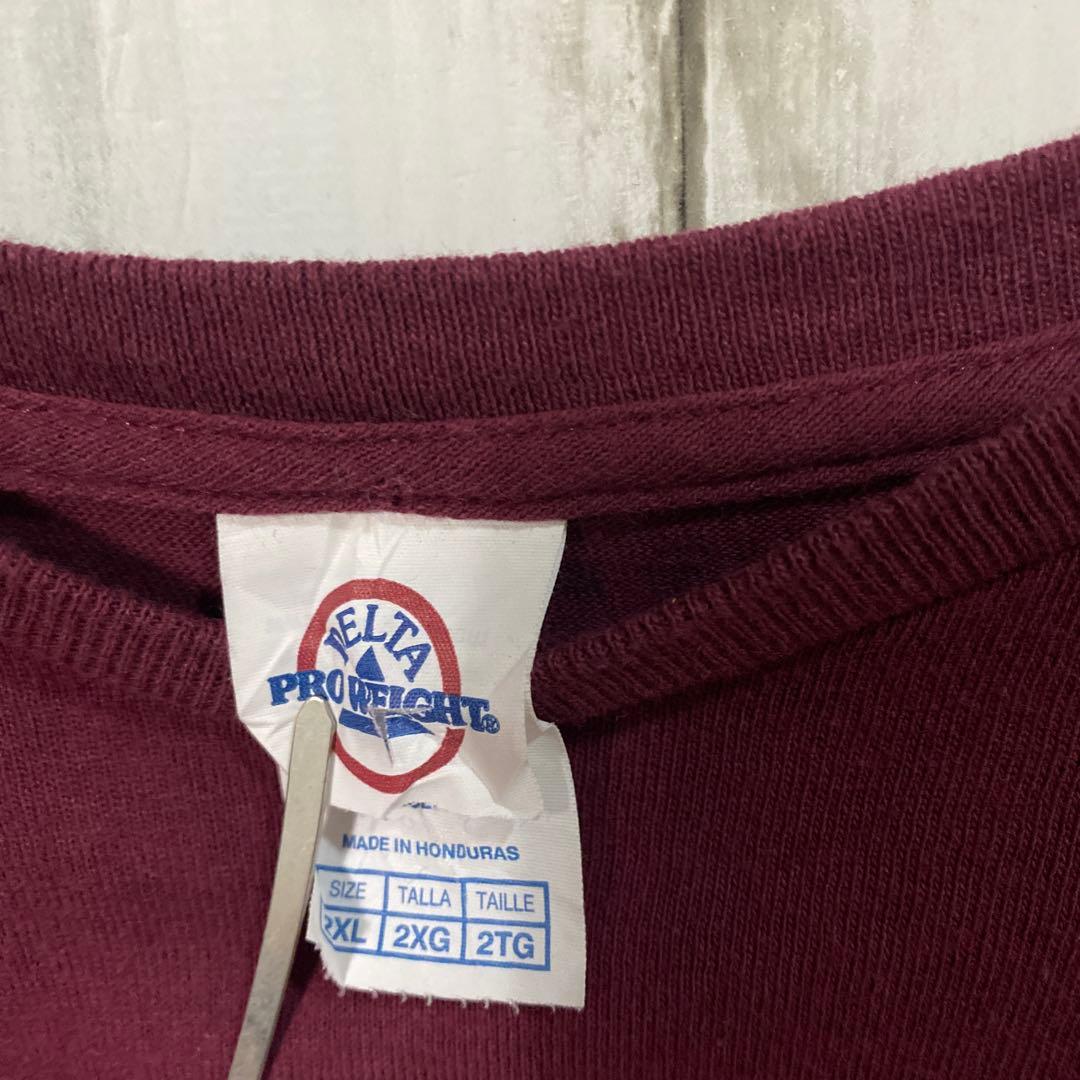 DELTA
PRO WEIGHT®
MADE IN HONDURAS
SIZE TALLA TAILLE
2XL 2XG 2TG